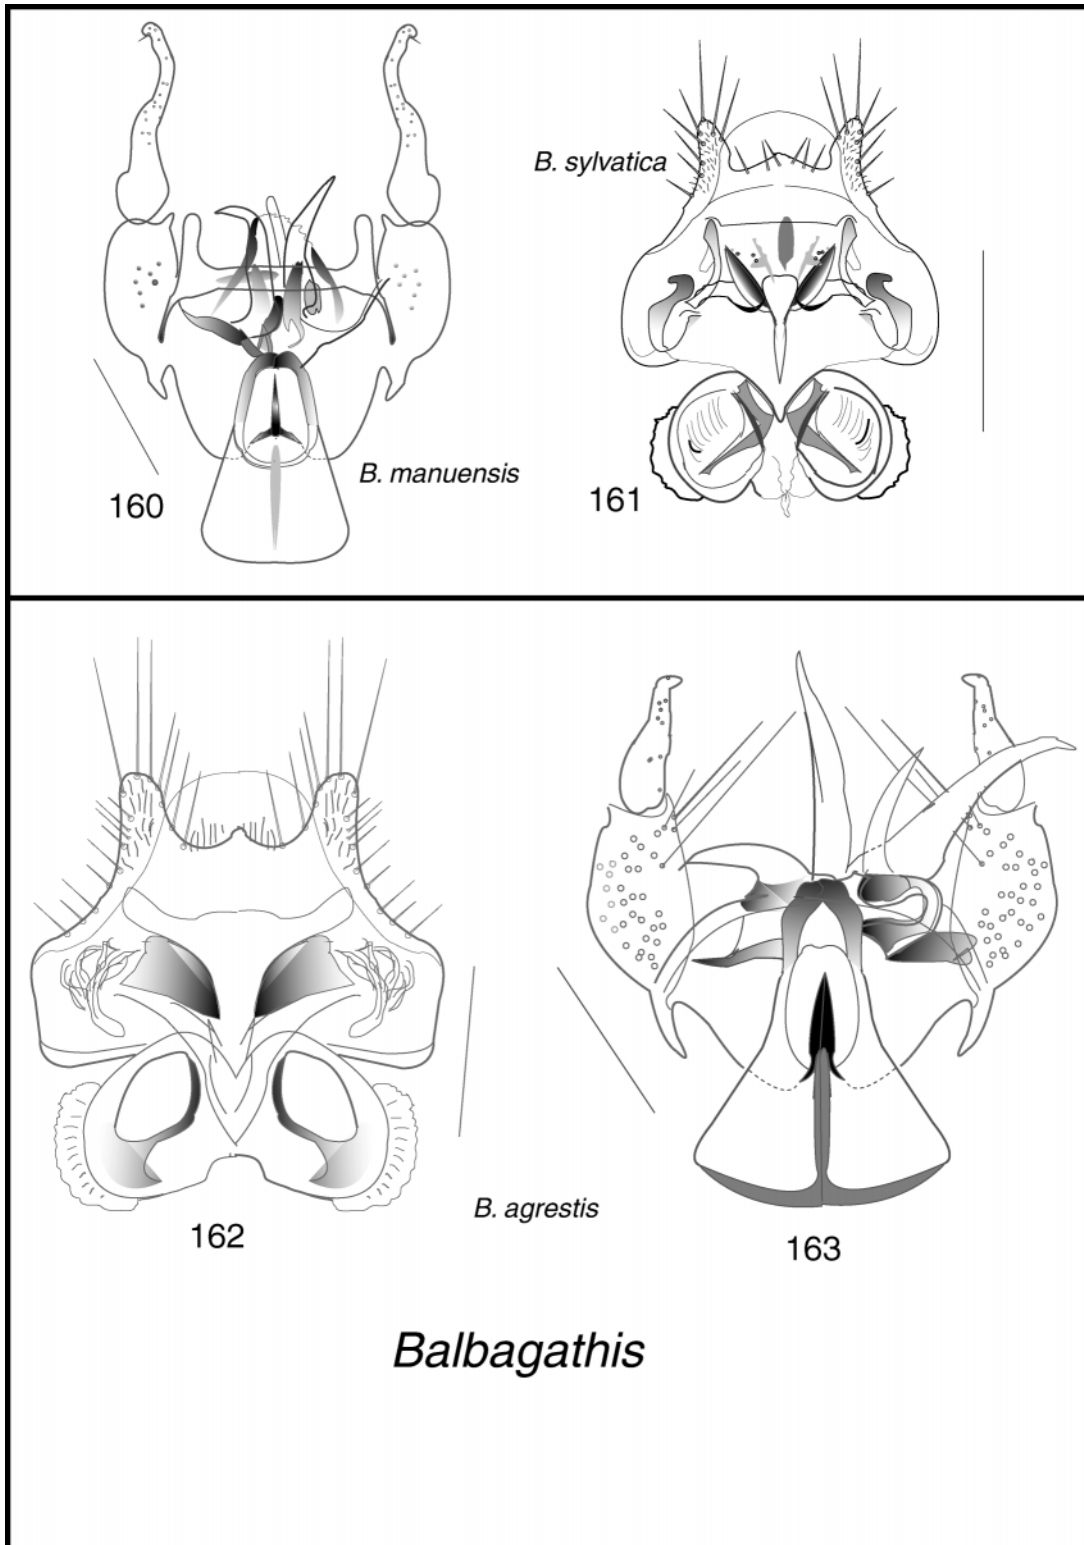 B. sylvatica
B. manuensis
160
161
B. agrestis
162
163
Balbagathis